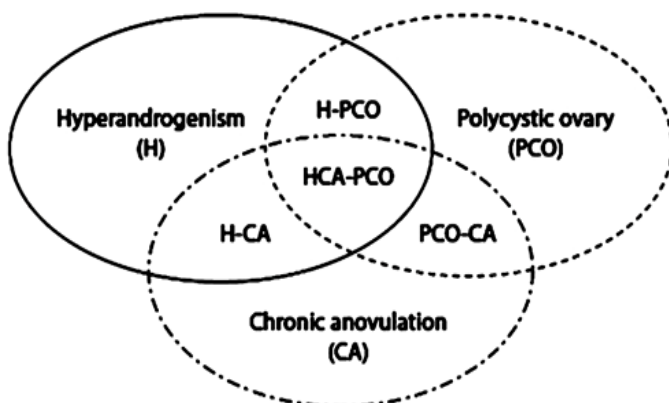 H-PCO
Hyperandrogenism
(H)
Polycystic ovary
(PCO)
HCA-PCO
H-CA
PCO-CA
Chronic anovulation
(CA)